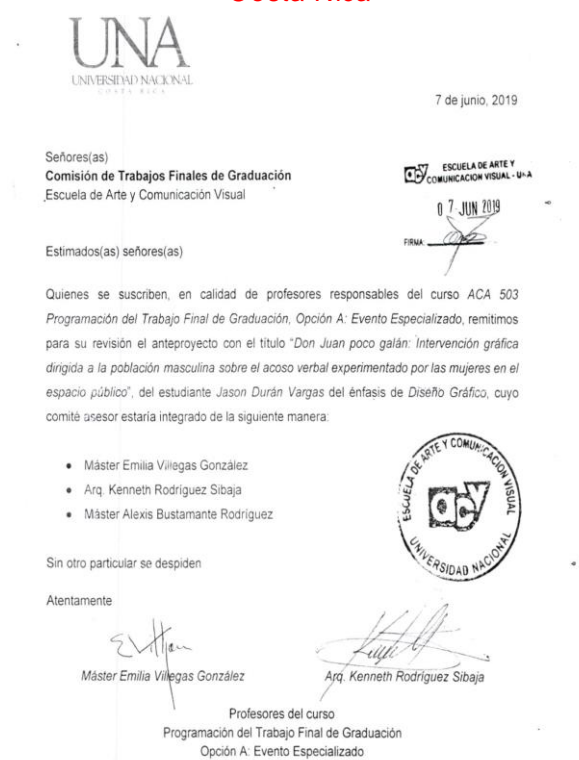 Costa Rica
UNA
UNIVERSIDAD NACIONAL
COSTA RICA
7 de junio, 2019
Señores(as)
Comisión de Trabajos Finales de Graduación
Escuela de Arte y Comunicación Visual
acv ESCUELA DE ARTE Y
COMUNICACION VISUAL - UNA
0 7 JUN 2019
FIRMA:
Estimados(as) señores(as)
Quienes se suscriben, en calidad de profesores responsables del curso ACA 503
Programación del Trabajo Final de Graduación, Opción A: Evento Especializado, remitimos
para su revisión el anteproyecto con el título “Don Juan poco galán: Intervención gráfica
dirigida a la población masculina sobre el acoso verbal experimentado por las mujeres en el
espacio público”, del estudiante Jason Durán Vargas del énfasis de Diseño Gráfico, cuyo
comité asesor estaría integrado de la siguiente manera:
• Máster Emilia Villegas González
• Arq. Kenneth Rodríguez Sibaja
• Máster Alexis Bustamante Rodríguez
ESCUELA DE ARTE Y COMUNICACIÓN VISUAL
acv
UNIVERSIDAD NACIONAL
Sin otro particular se despiden
Atentamente
Máster Emilia Villegas González
Arq. Kenneth Rodríguez Sibaja
Profesores del curso
Programación del Trabajo Final de Graduación
Opción A: Evento Especializado